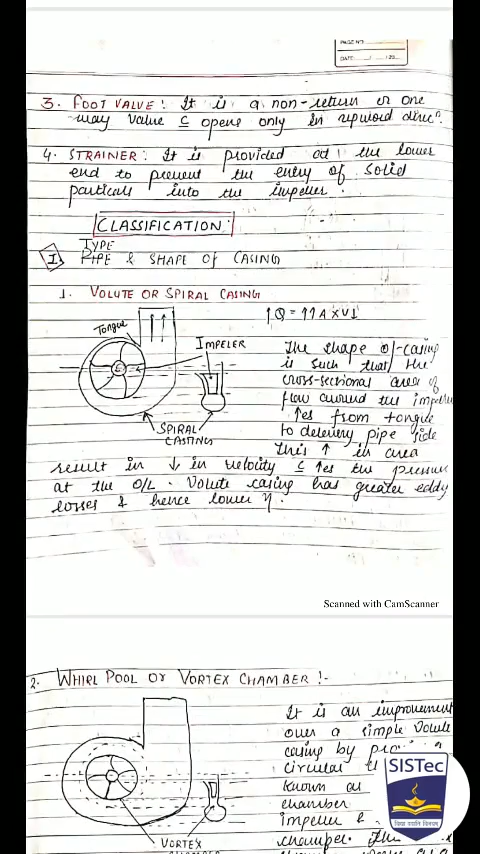 PAGE NO.
DATE / /20
3. FOOT VALVE: It is a non-return or one
way valve C opens only in upward direcn.
4. STRAINER: It is provided at the lower
end to prevent the entry of solid
particals into the impeller.
CLASSIFICATION
TYPE
I. PIPE & SHAPE of CASING
1. VOLUTE OR SPIRAL CASING
↑Q = ↑↑A x V↓
Tongue
IMPELER
SPIRAL
CASTING
The shape of casing
is such that the
cross-sectional area of
flow around the impeller
↑es from tongue
to delevery pipe side
This ↑ in area
result in ↓ in velocity C ↑es the pressure
at the O/L. Volute casing has greater eddy
losses & hence lower η.
Scanned with CamScanner
2. WHIRL POOL OR VORTEX CHAMBER !-
It is an improvement
over a simple Volute
casing by
circular
known as
chamber
impeller &
chamber.
VORTEX
SISTec
विद्या परमं बलम्